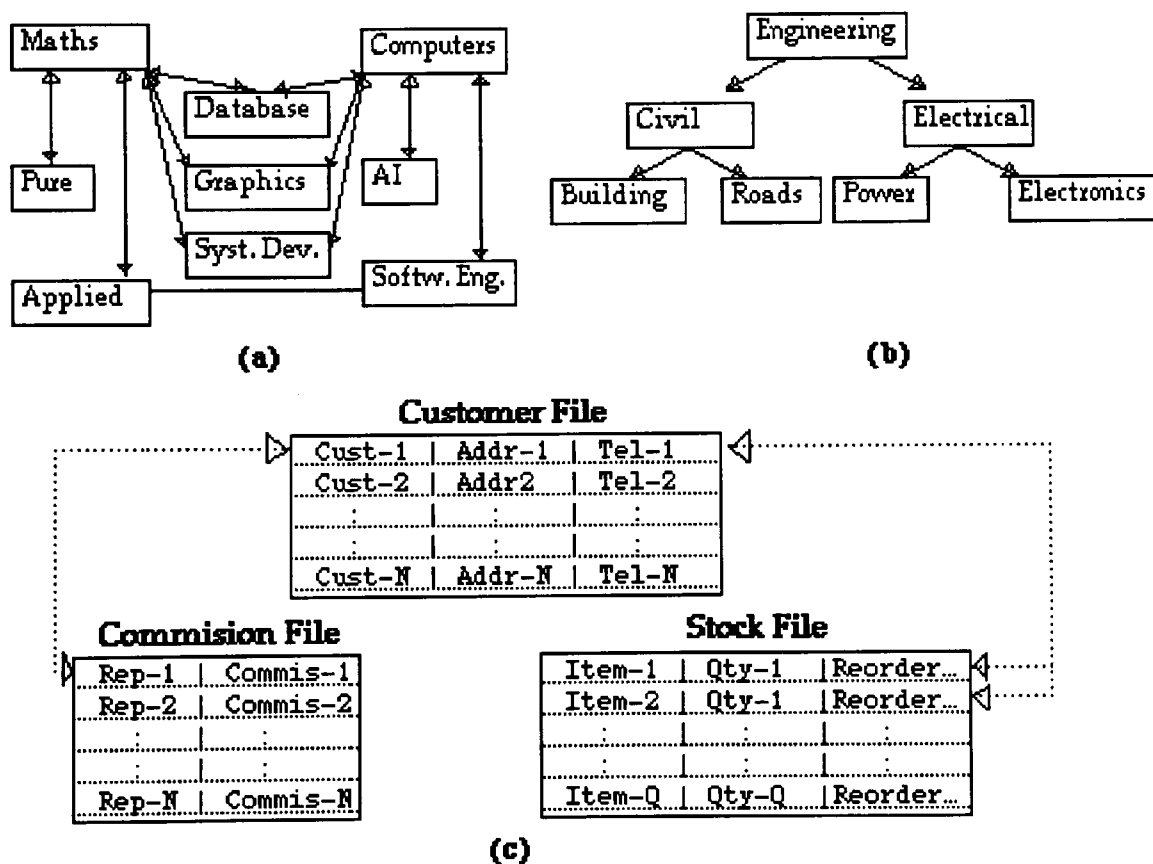 Maths
Computers
Database
Pure
Graphics
AI
Syst. Dev.
Applied
Softw. Eng.
(a)
Engineering
Civil
Electrical
Building
Roads
Power
Electronics
(b)
Customer File
Cust-1 | Addr-1 | Tel-1
Cust-2 | Addr2 | Tel-2
: | : | :
: | : | :
Cust-N | Addr-N | Tel-N
Commision File
Rep-1 | Commis-1
Rep-2 | Commis-2
: | :
: | :
Rep-N | Commis-N
Stock File
Item-1 | Qty-1 |Reorder…
Item-2 | Qty-1 |Reorder…
: | : | :
: | : | :
Item-Q | Qty-Q |Reorder…
(c)